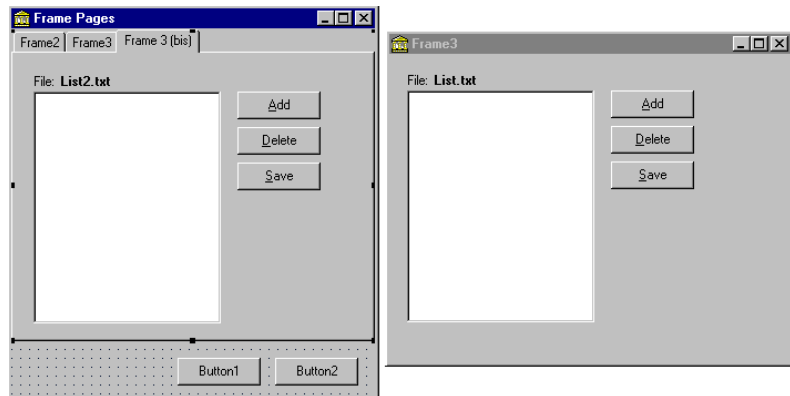 Frame Pages
Frame2 Frame3 Frame 3 (bis)
File: List2.txt
Add
Delete
Save
Button1 Button2
Frame3
File: List.txt
Add
Delete
Save